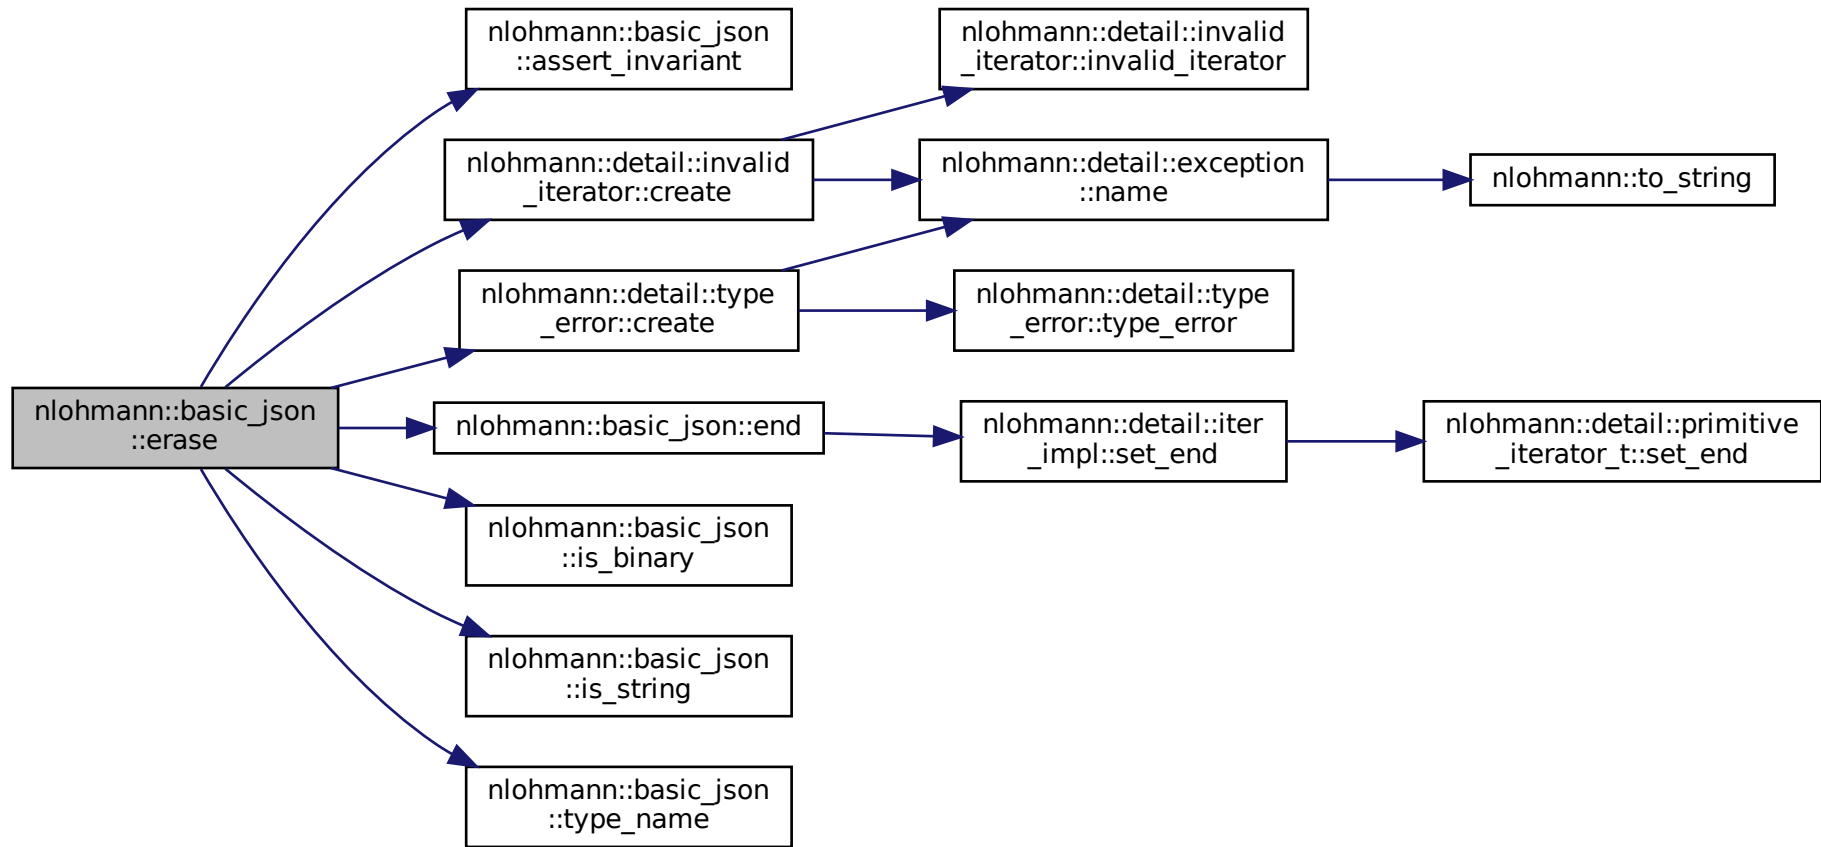 nlohmann::basic_json
::assert_invariant
nlohmann::detail::invalid
_iterator::invalid_iterator
nlohmann::detail::invalid
_iterator::create
nlohmann::detail::exception
::name
nlohmann::to_string
nlohmann::detail::type
_error::create
nlohmann::detail::type
_error::type_error
nlohmann::basic_json
::erase
nlohmann::basic_json::end
nlohmann::detail::iter
_impl::set_end
nlohmann::detail::primitive
_iterator_t::set_end
nlohmann::basic_json
::is_binary
nlohmann::basic_json
::is_string
nlohmann::basic_json
::type_name